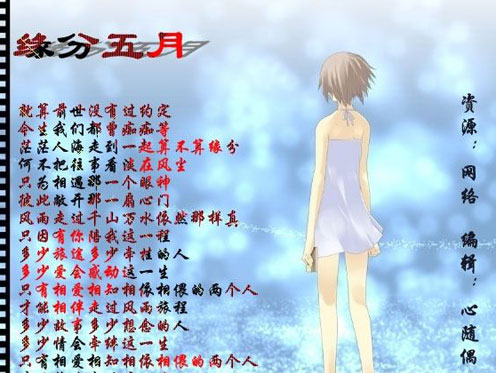 缘分五月
就算前世没有过约定
今生我们都曾痴痴等
茫茫人海走到一起算不算缘分
何不把往事看淡在风尘
只为相遇那一个眼神
彼此敞开那一扇心门
风雨走过千山万水依然那样真
只因有你陪我这一程
多少旅途多少牵挂的人
多少爱会感动这一生
只有相爱相知相依相偎的两个人
才能相伴走过风雨旅程
多少故事多少想念的人
多少情会牵绊这一生
只有相爱相知相依相偎的两个人
資源：网络 编辑：心随偶